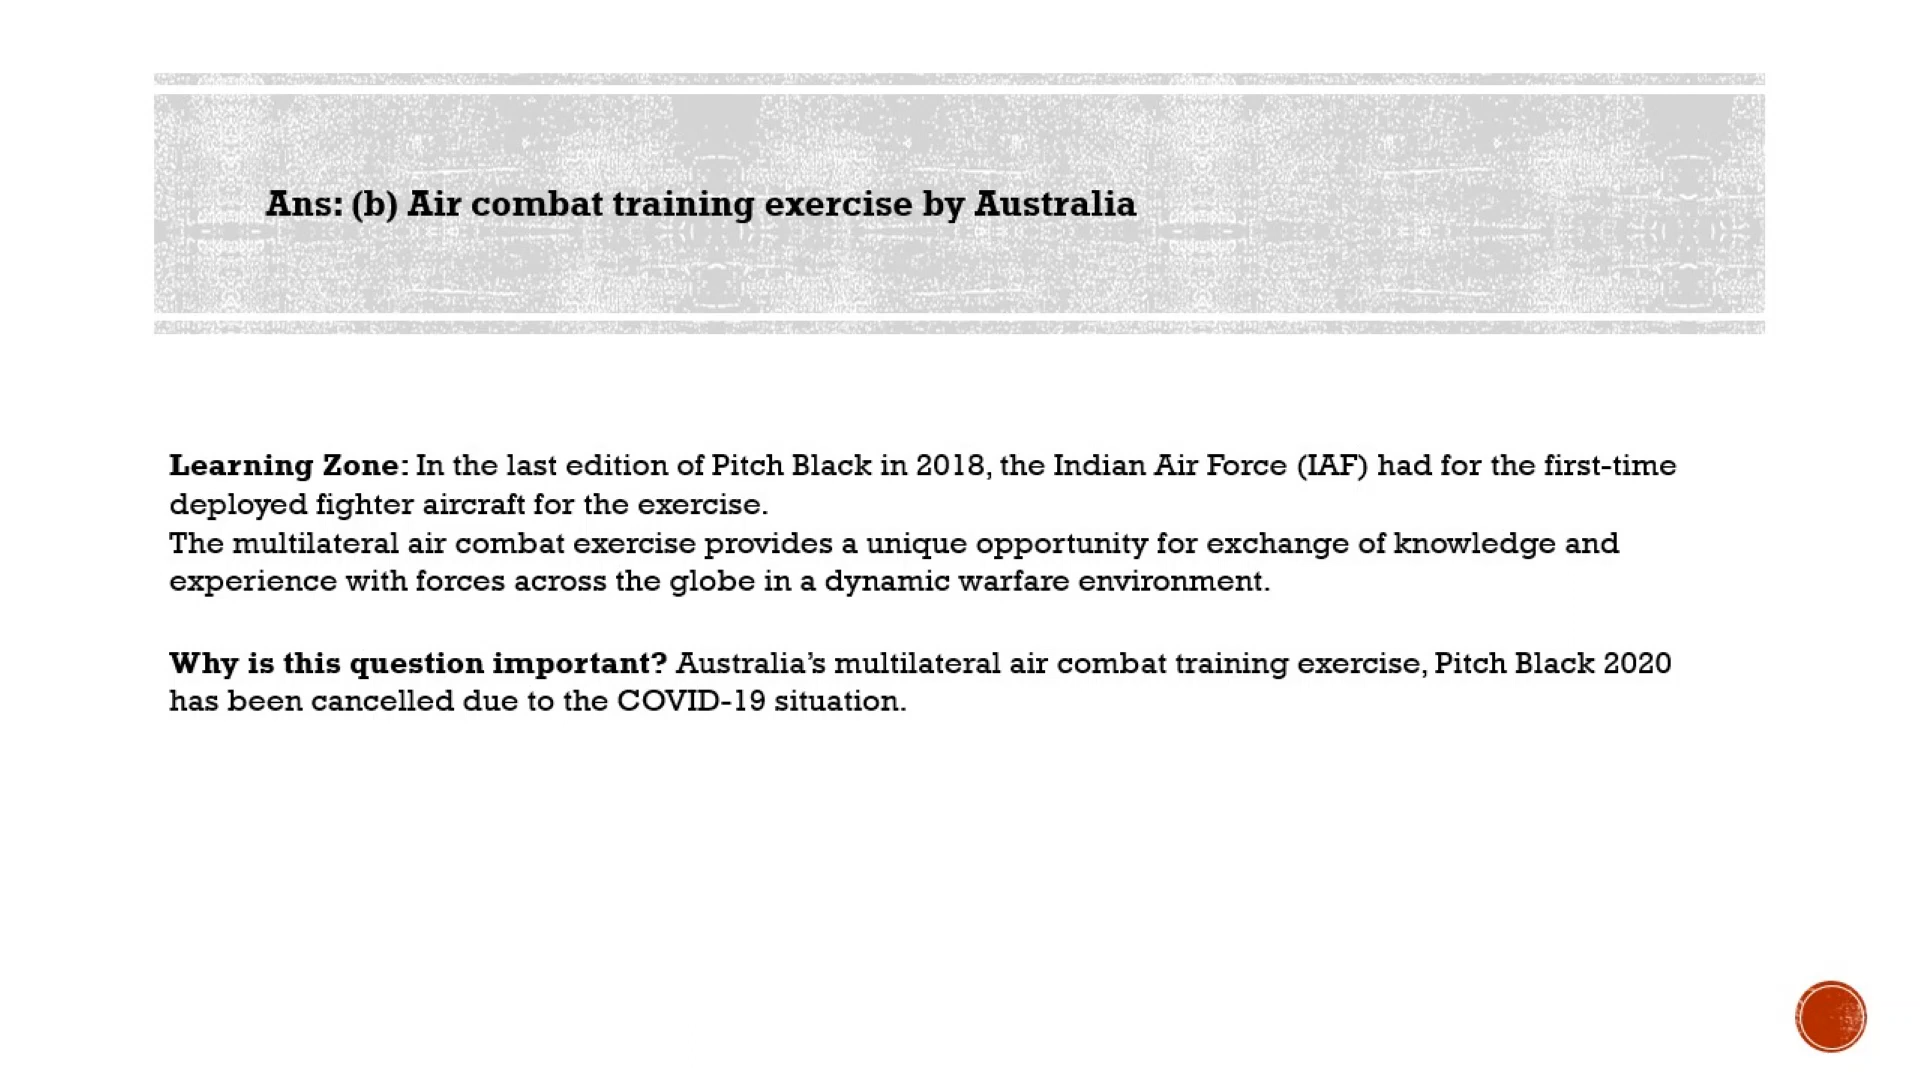 Ans: (b) Air combat training exercise by Australia
Learning Zone: In the last edition of Pitch Black in 2018, the Indian Air Force (IAF) had for the first-time
deployed fighter aircraft for the exercise.
The multilateral air combat exercise provides a unique opportunity for exchange of knowledge and
experience with forces across the globe in a dynamic warfare environment.
Why is this question important? Australia’s multilateral air combat training exercise, Pitch Black 2020
has been cancelled due to the COVID-19 situation.